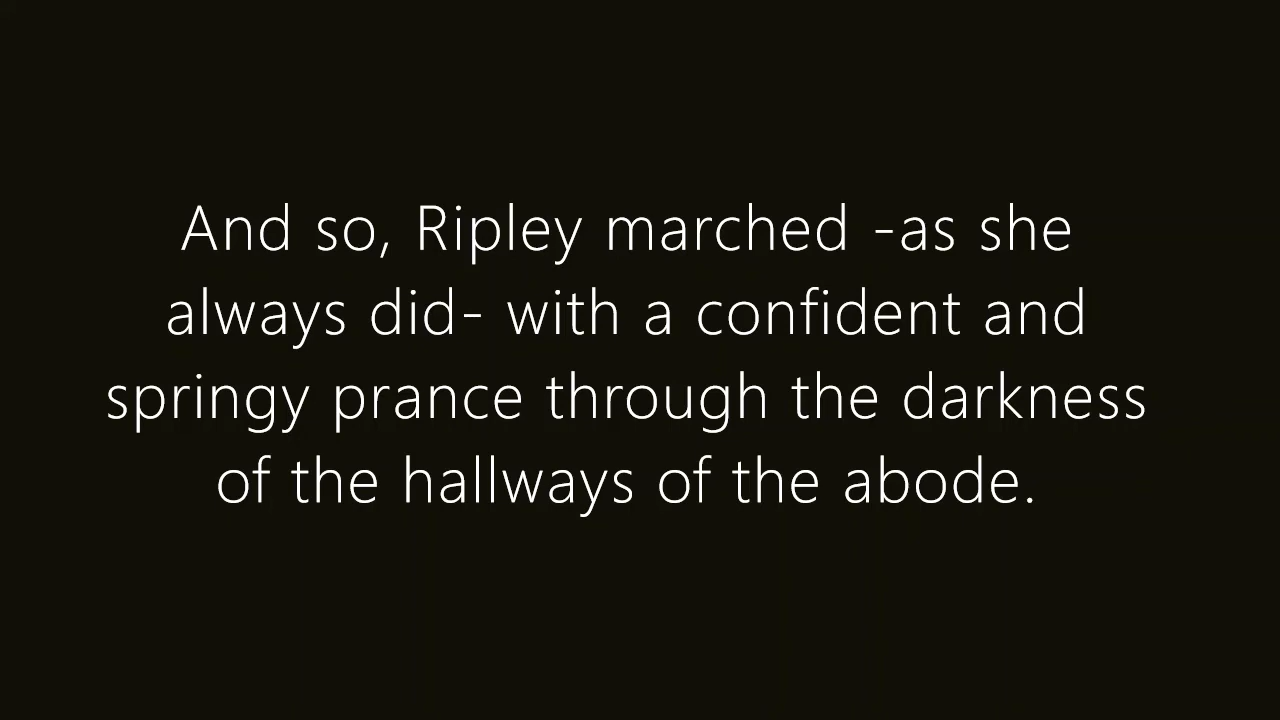 And so, Ripley marched -as she
always did- with a confident and
springy prance through the darkness
of the hallways of the abode.